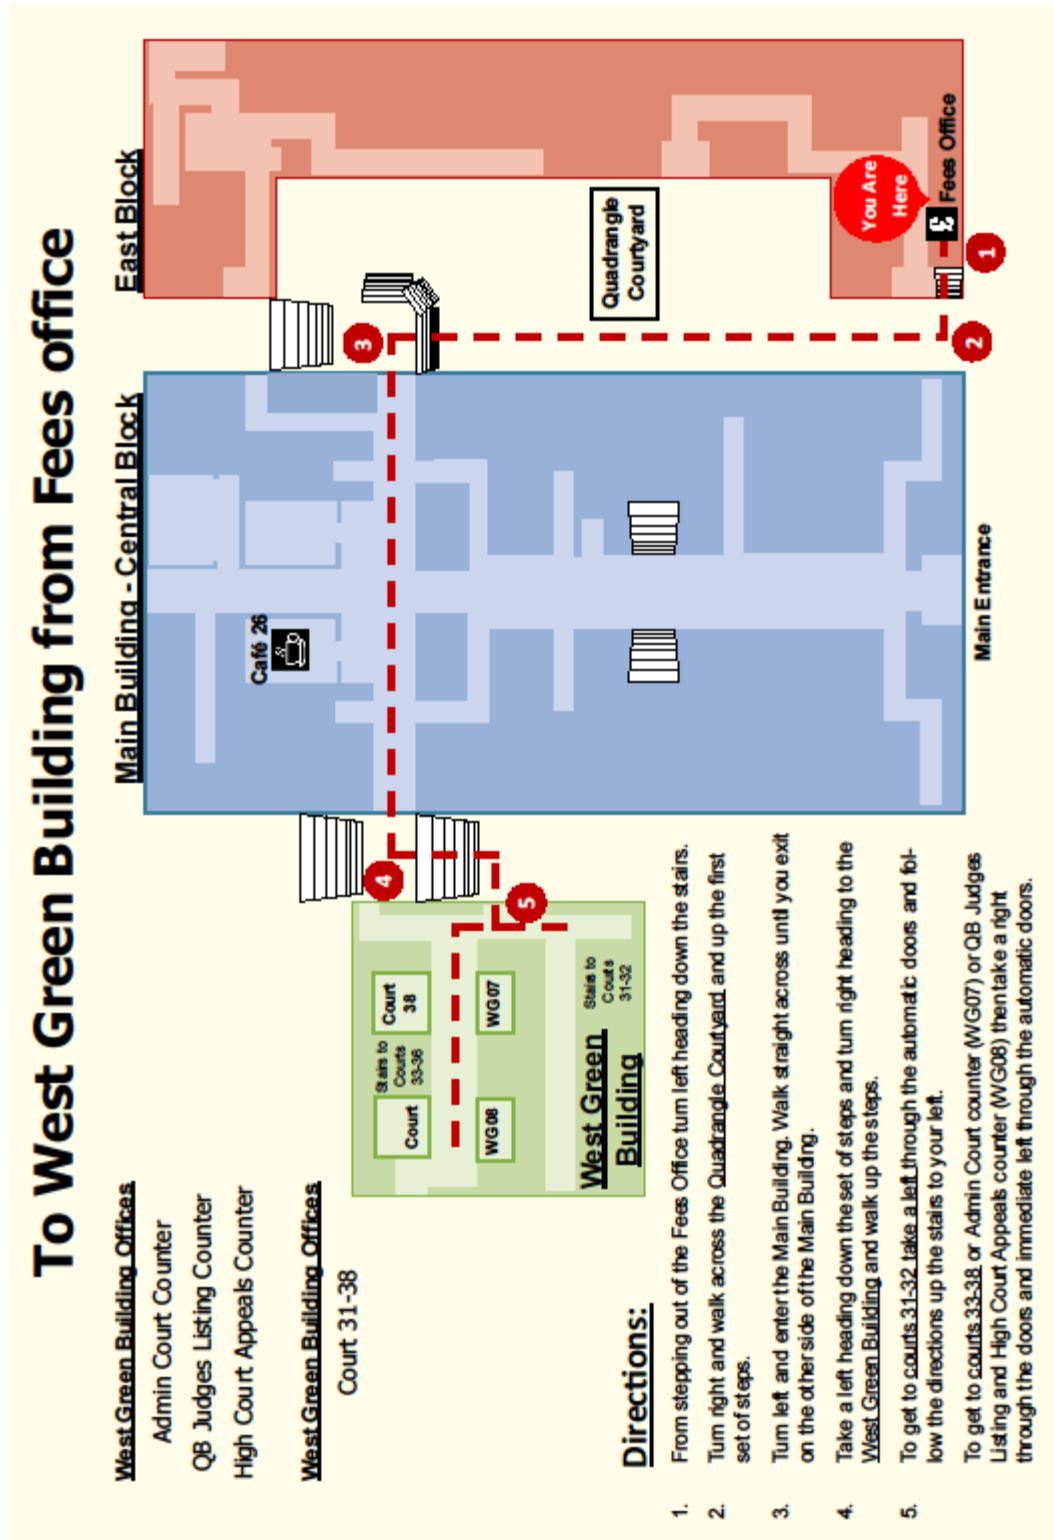 To West Green Building from Fees office
West Green Building Offices
Admin Court Counter
QB Judges Listing Counter
High Court Appeals Counter
West Green Building Offices
Court 31-38
Main Building - Central Block
East Block
Café 26
3
4
5
Court
Stairs to
Courts
33-36
Court
38
WG08
WG07
West Green
Building
Stairs to
Couts
31-32
Quadrangle
Courtyard
You Are
Here
£
Fees Office
1
2
Main Entrance
Directions:
1. From stepping out of the Fees Office turn left heading down the stairs.
2. Turn right and walk across the Quadrangle Courtyard and up the first
set of steps.
3. Turn left and enter the Main Building. Walk straight across until you exit
on the other side of the Main Building.
4. Take a left heading down the set of steps and turn right heading to the
West Green Building and walk up the steps.
5. To get to courts 31-32 take a left through the automatic doors and fol-
low the directions up the stairs to your left.
To get to courts 33-38 or Admin Court counter (WG07) or QB Judges
Listing and High Court Appeals counter (WG08) then take a right
through the doors and immediate left through the automatic doors.